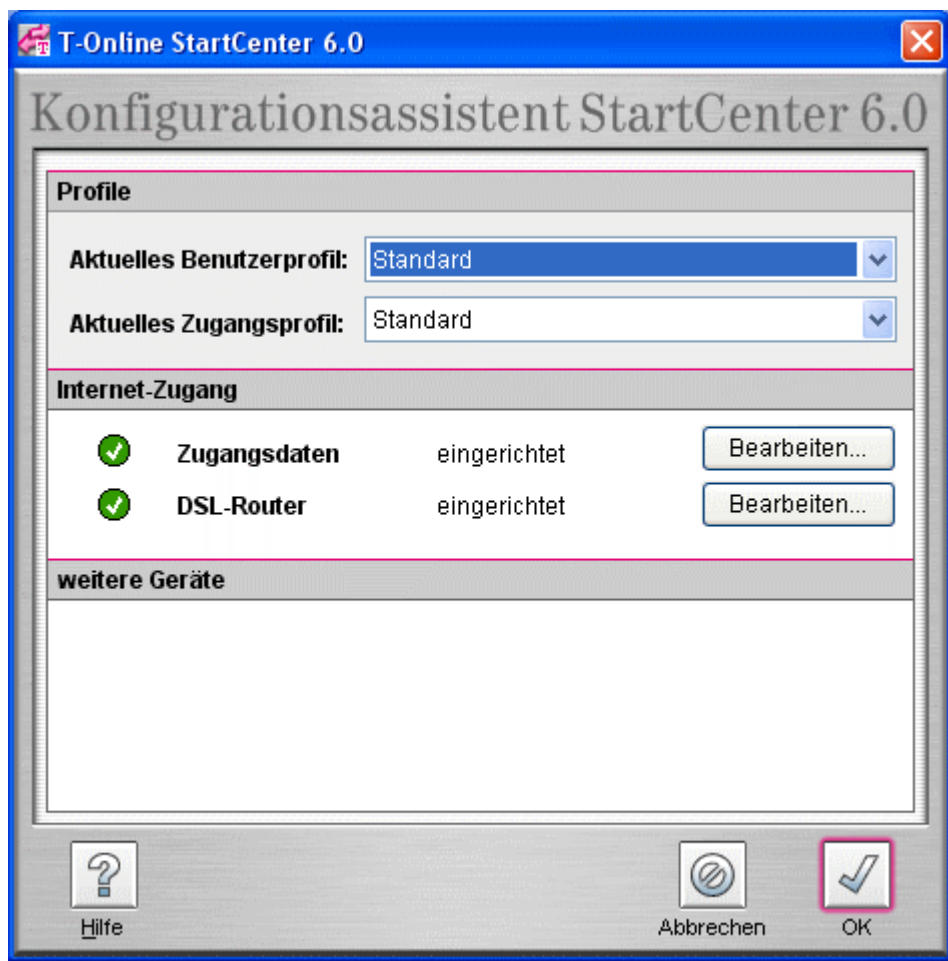 T-Online StartCenter 6.0
Konfigurationsassistent StartCenter 6.0
Profile
Aktuelles Benutzerprofil: Standard
Aktuelles Zugangsprofil: Standard
Internet-Zugang
Zugangsdaten eingerichtet Bearbeiten...
DSL-Router eingerichtet Bearbeiten...
weitere Geräte
Hilfe Abbrechen OK